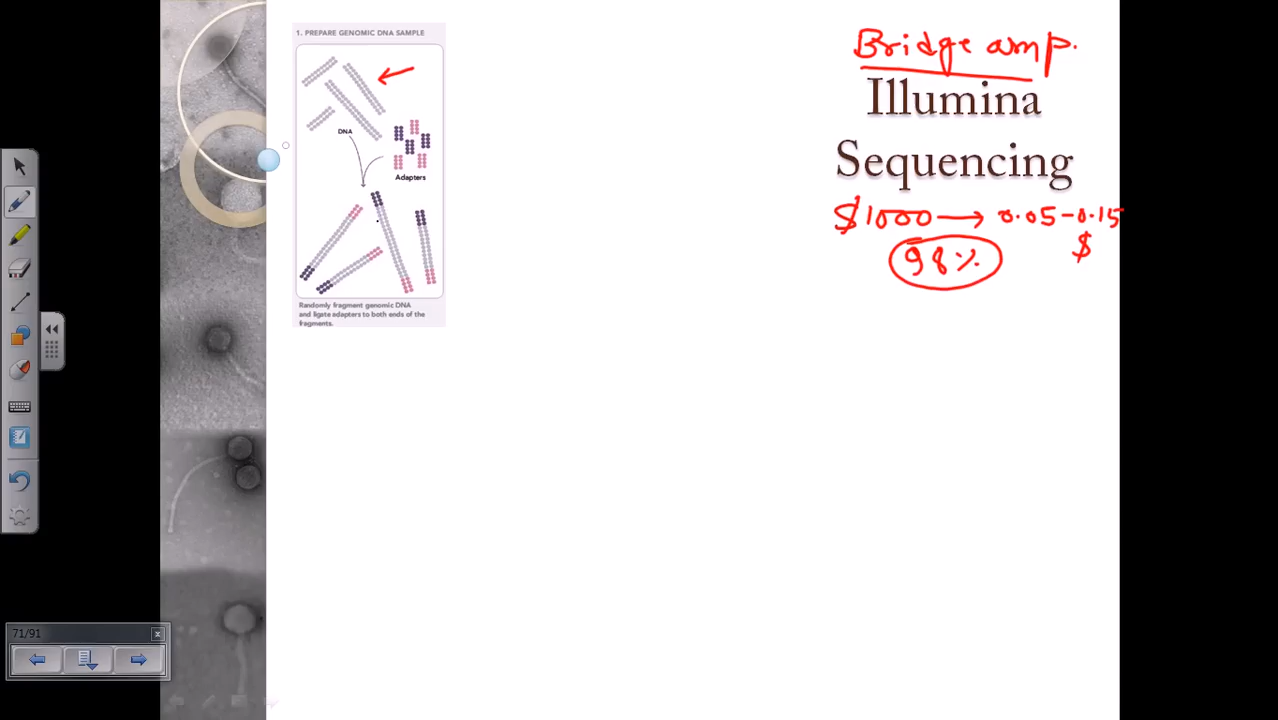 1. PREPARE GENOMIC DNA SAMPLE
DNA
Adapters
Randomly fragment genomic DNA
and ligate adapters to both ends of the
fragments.
Bridge amp.
Illumina
Sequencing
$1000 → 0.05-0.15
$
98%
71/91
x